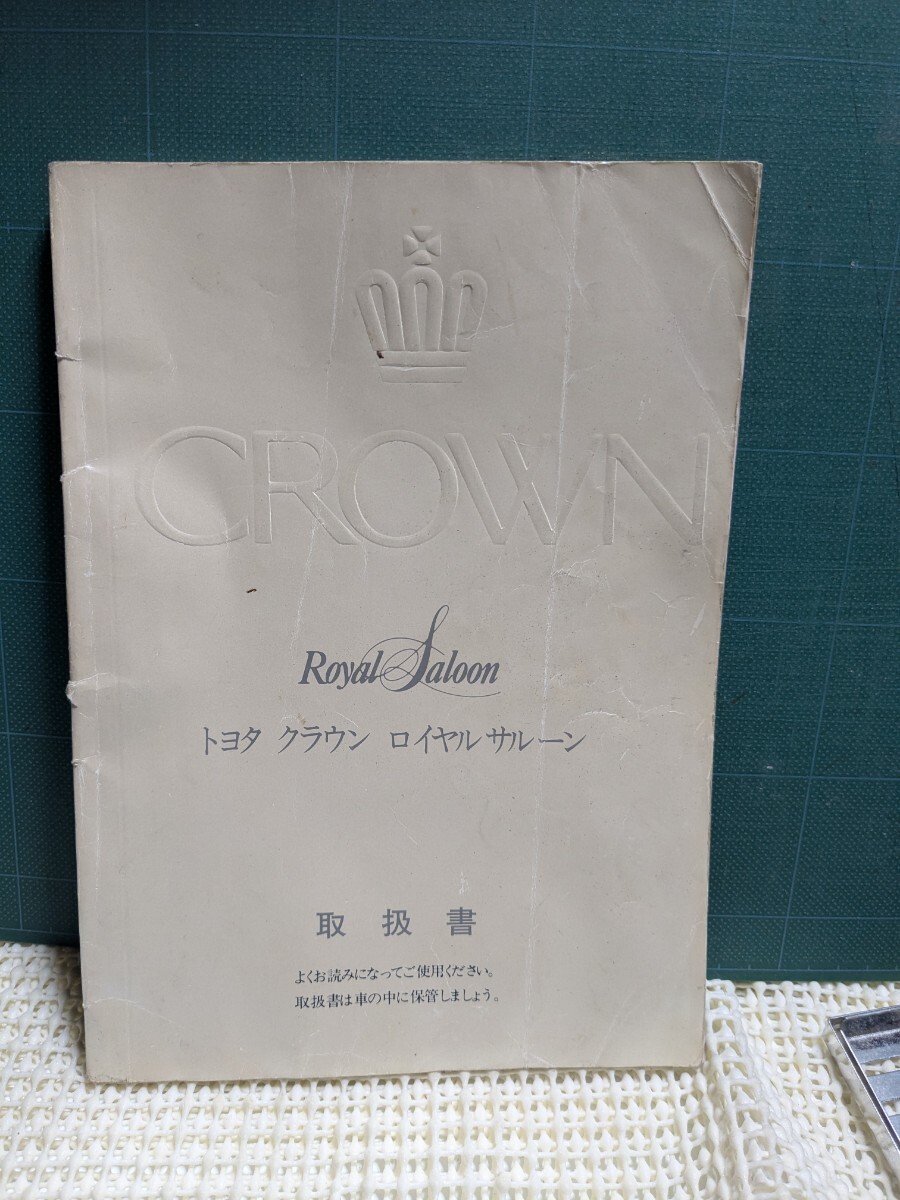 CROWN
Royal Saloon
トヨタ クラウン ロイヤルサルーン
取扱書
よくお読みになってご使用ください。
取扱書は車の中に保管しましょう。